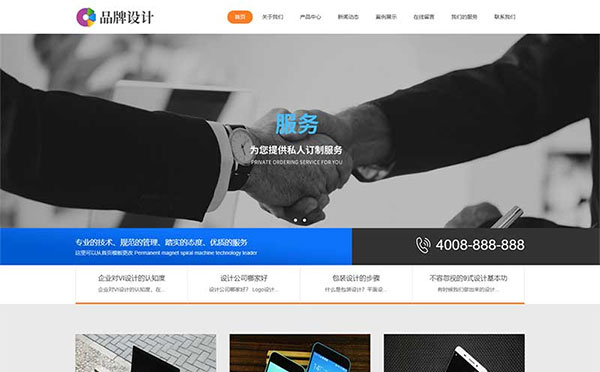 品牌设计
首页 关于我们 产品中心 新闻动态 案例展示 在线留言 我们的服务 联系我们
服务
为您提供私人订制服务
PRIVATE ORDERING SERVICE FOR YOU
专业的技术、规范的管理、踏实的态度、优质的服务
这里可以从首页模板更改 Permanent magnet spiral machine technology leader
4008-888-888
企业对VI设计的认知度 设计公司哪家好 包装设计的步骤 不容忽视的9式设计基本功
企业对VI设计的认知度、在... 设计公司哪家好？ Logo设计... 什么是包装设计？平面设... 有时候我们做出来的设计...